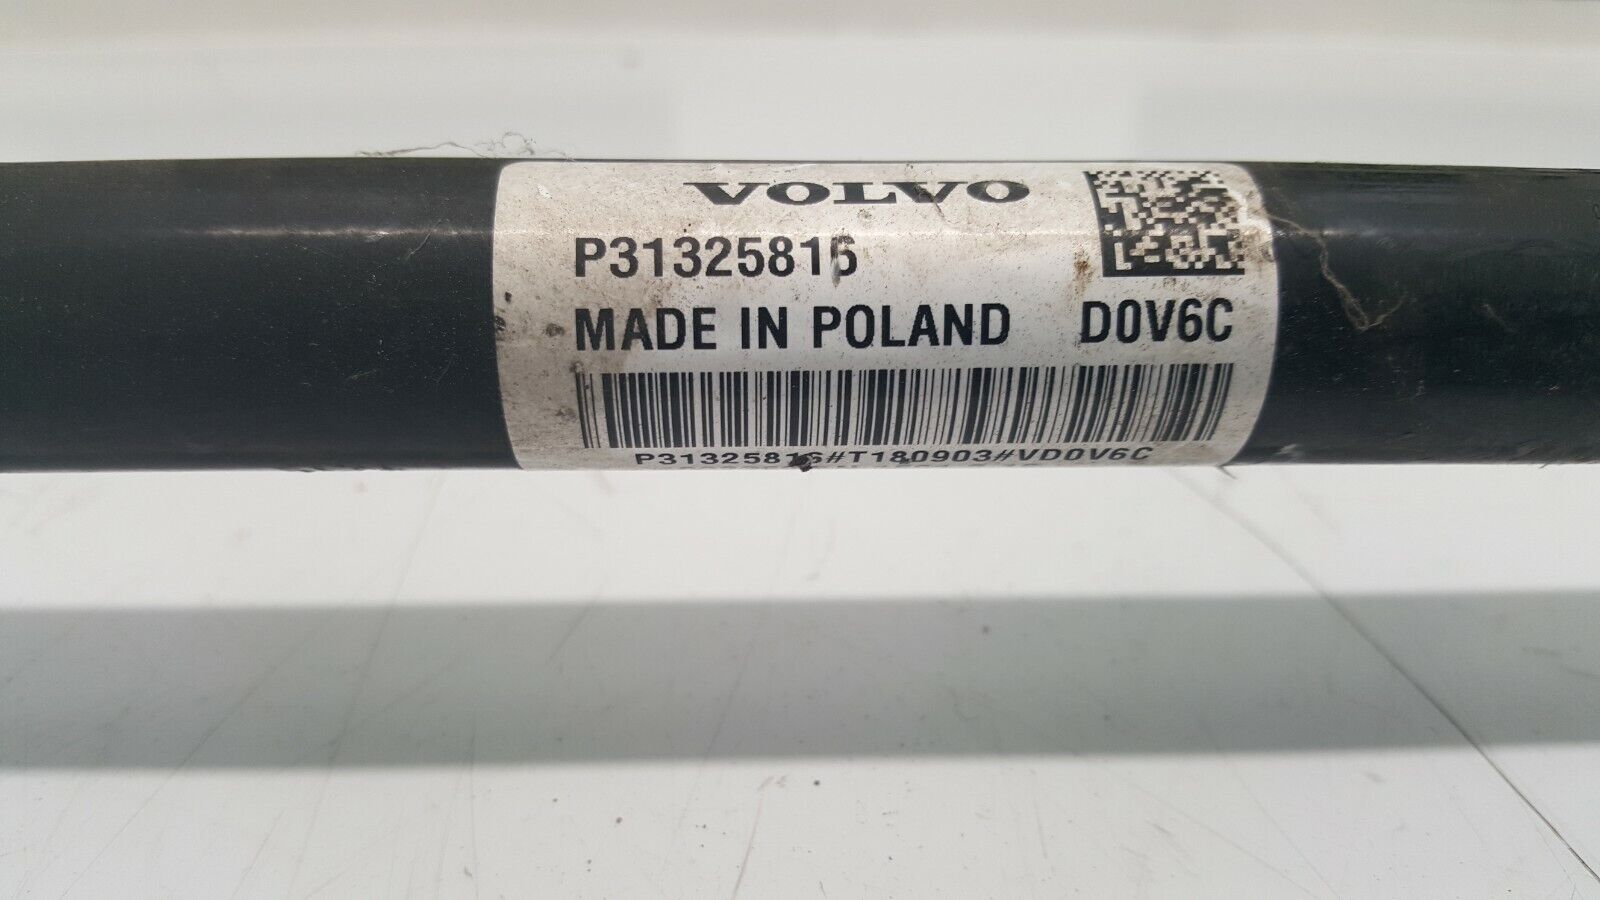 VOLVO
P31325816
MADE IN POLAND D0V6C
P31325816#T180903#VD0V6C